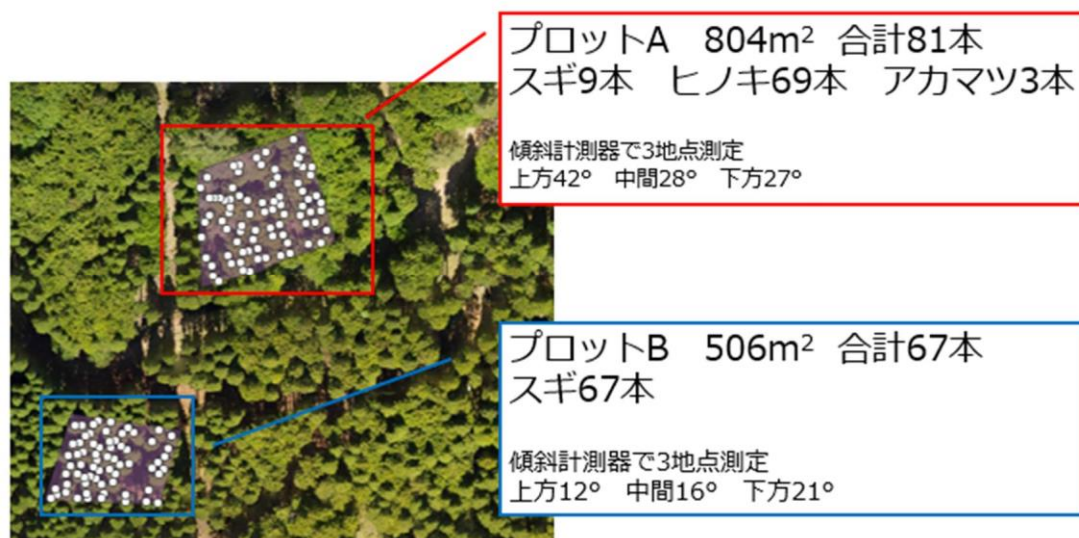 プロットA　804m²　合計81本
スギ9本　ヒノキ69本　アカマツ3本
傾斜計測器で3地点測定
上方42°　中間28°　下方27°
プロットB　506m²　合計67本
スギ67本
傾斜計測器で3地点測定
上方12°　中間16°　下方21°